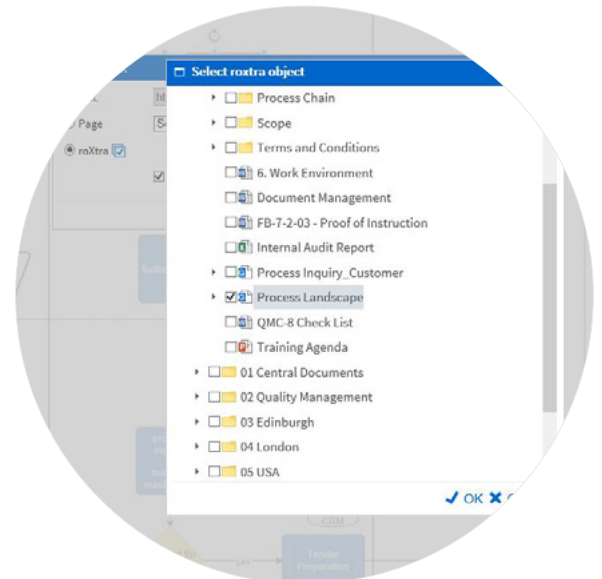 Select roxtra object
Process Chain
Page
Scope
roXtra
Terms and Conditions
6. Work Environment
Document Management
FB-7-2-03 - Proof of Instruction
Internal Audit Report
Process Inquiry_Customer
Process Landscape
QMC-8 Check List
Training Agenda
01 Central Documents
02 Quality Management
03 Edinburgh
04 London
05 USA
OK
CRM
yes
Tender
Preparation